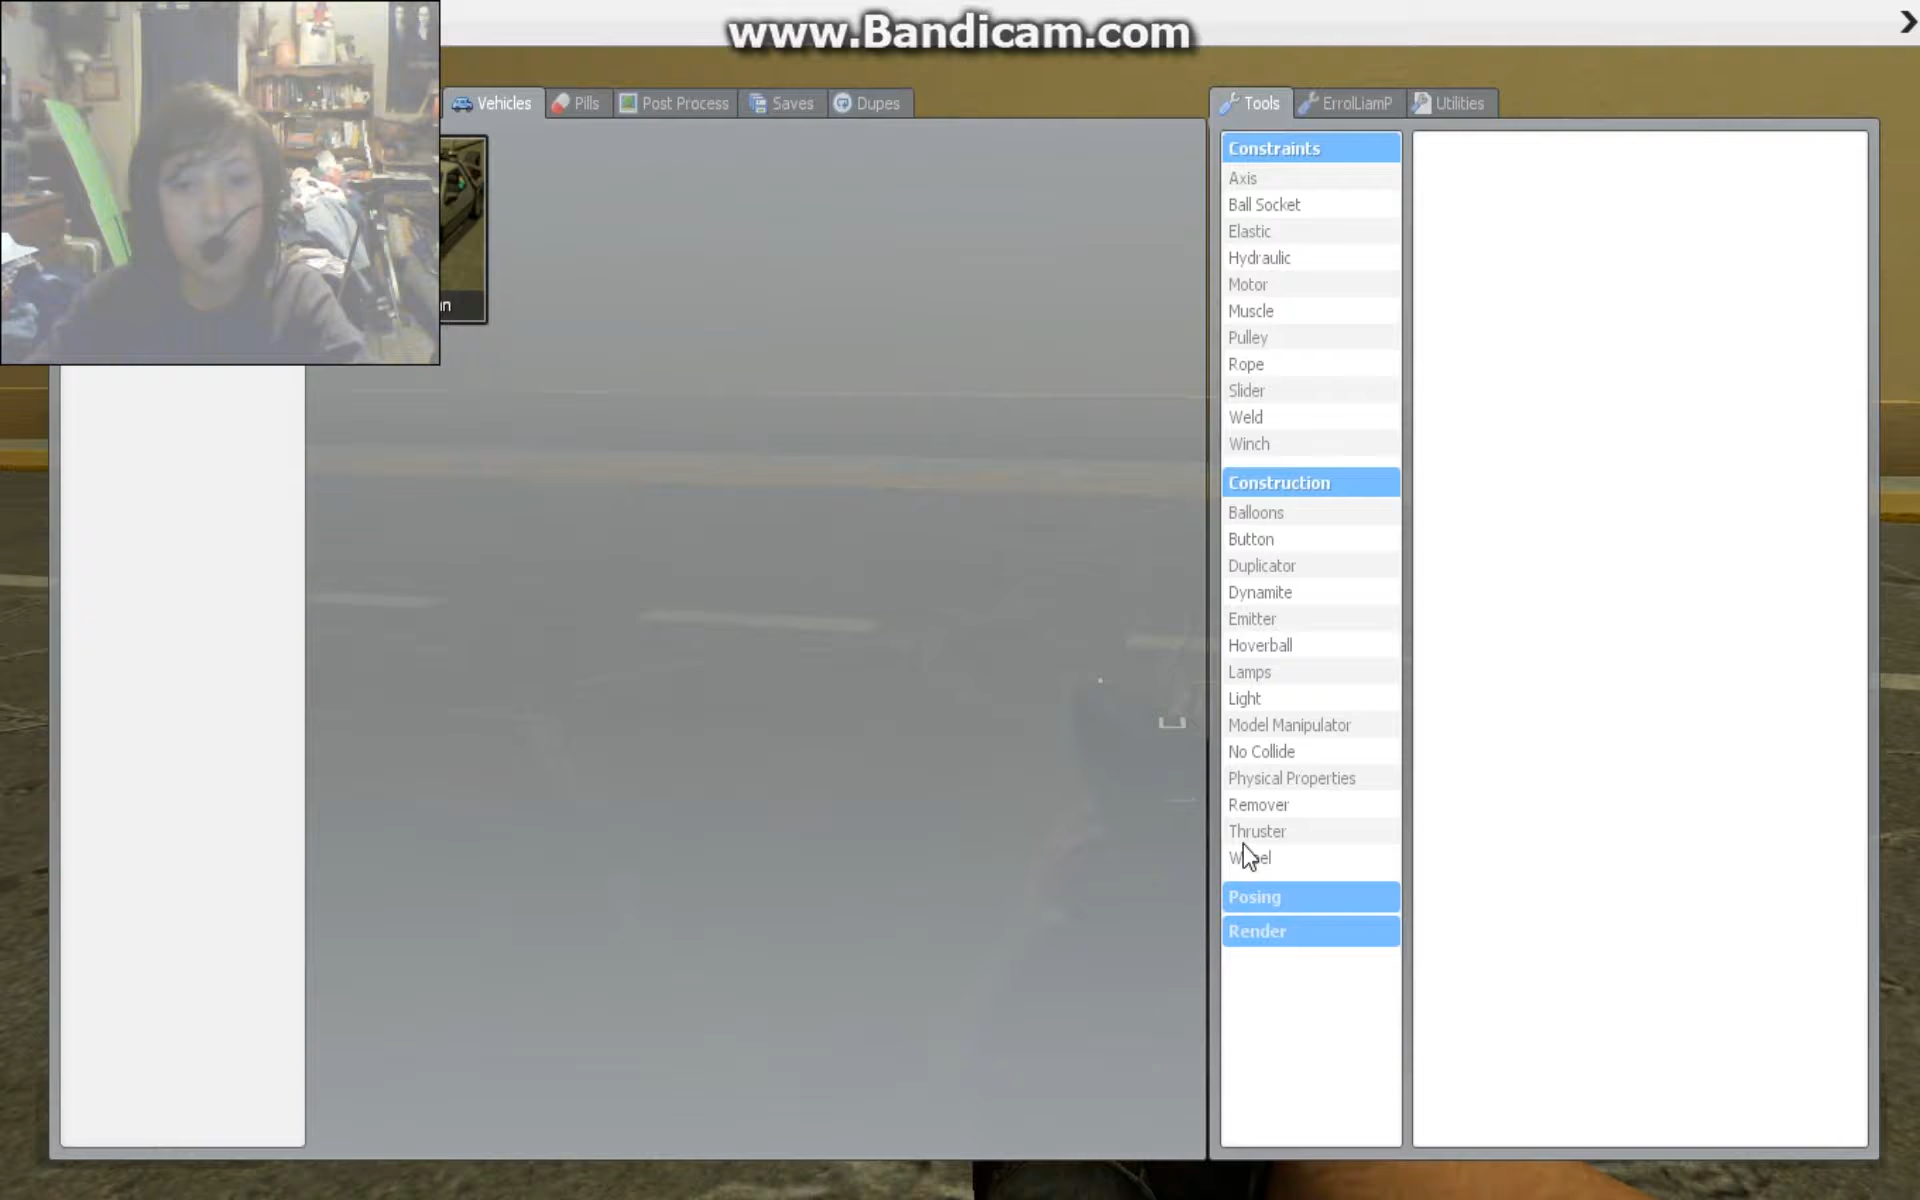 www.Bandicam.com
Vehicles
Pills
Post Process
Saves
Dupes
Tools
ErrolLiamP
Utilities
Constraints
Axis
Ball Socket
Elastic
Hydraulic
Motor
Muscle
Pulley
Rope
Slider
Weld
Winch
Construction
Balloons
Button
Duplicator
Dynamite
Emitter
Hoverball
Lamps
Light
Model Manipulator
No Collide
Physical Properties
Remover
Thruster
Posing
Render